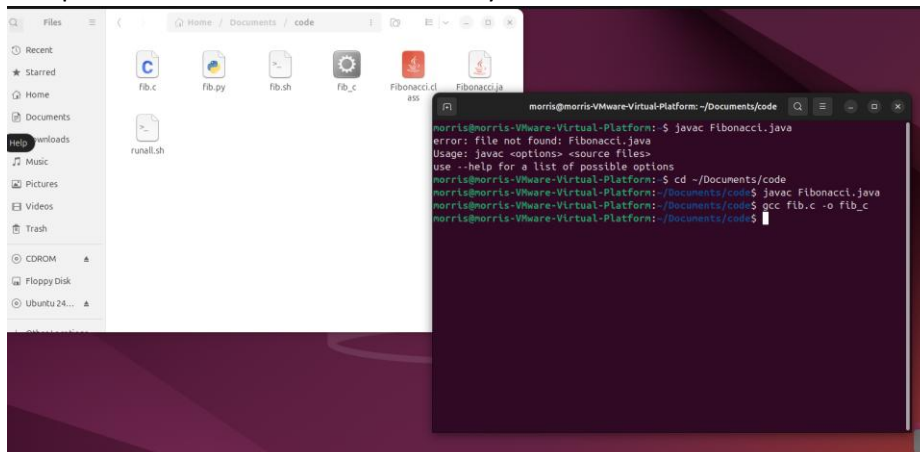 Files
Home / Documents / code
Recent
Starred
Home
Documents
Help
wnloads
Music
Pictures
Videos
Trash
CDROM
Floppy Disk
Ubuntu 24...
fib.c
fib.py
fib.sh
fib_c
Fibonacci.cl
ass
Fibonacci.ja
runall.sh
morris@morris-VMware-Virtual-Platform: ~/Documents/code
morris@morris-VMware-Virtual-Platform:~$ javac Fibonacci.java
error: file not found: Fibonacci.java
Usage: javac <options> <source files>
use --help for a list of possible options
morris@morris-VMware-Virtual-Platform:~$ cd ~/Documents/code
morris@morris-VMware-Virtual-Platform:~/Documents/code$ javac Fibonacci.java
morris@morris-VMware-Virtual-Platform:~/Documents/code$ gcc fib.c -o fib_c
morris@morris-VMware-Virtual-Platform:~/Documents/code$